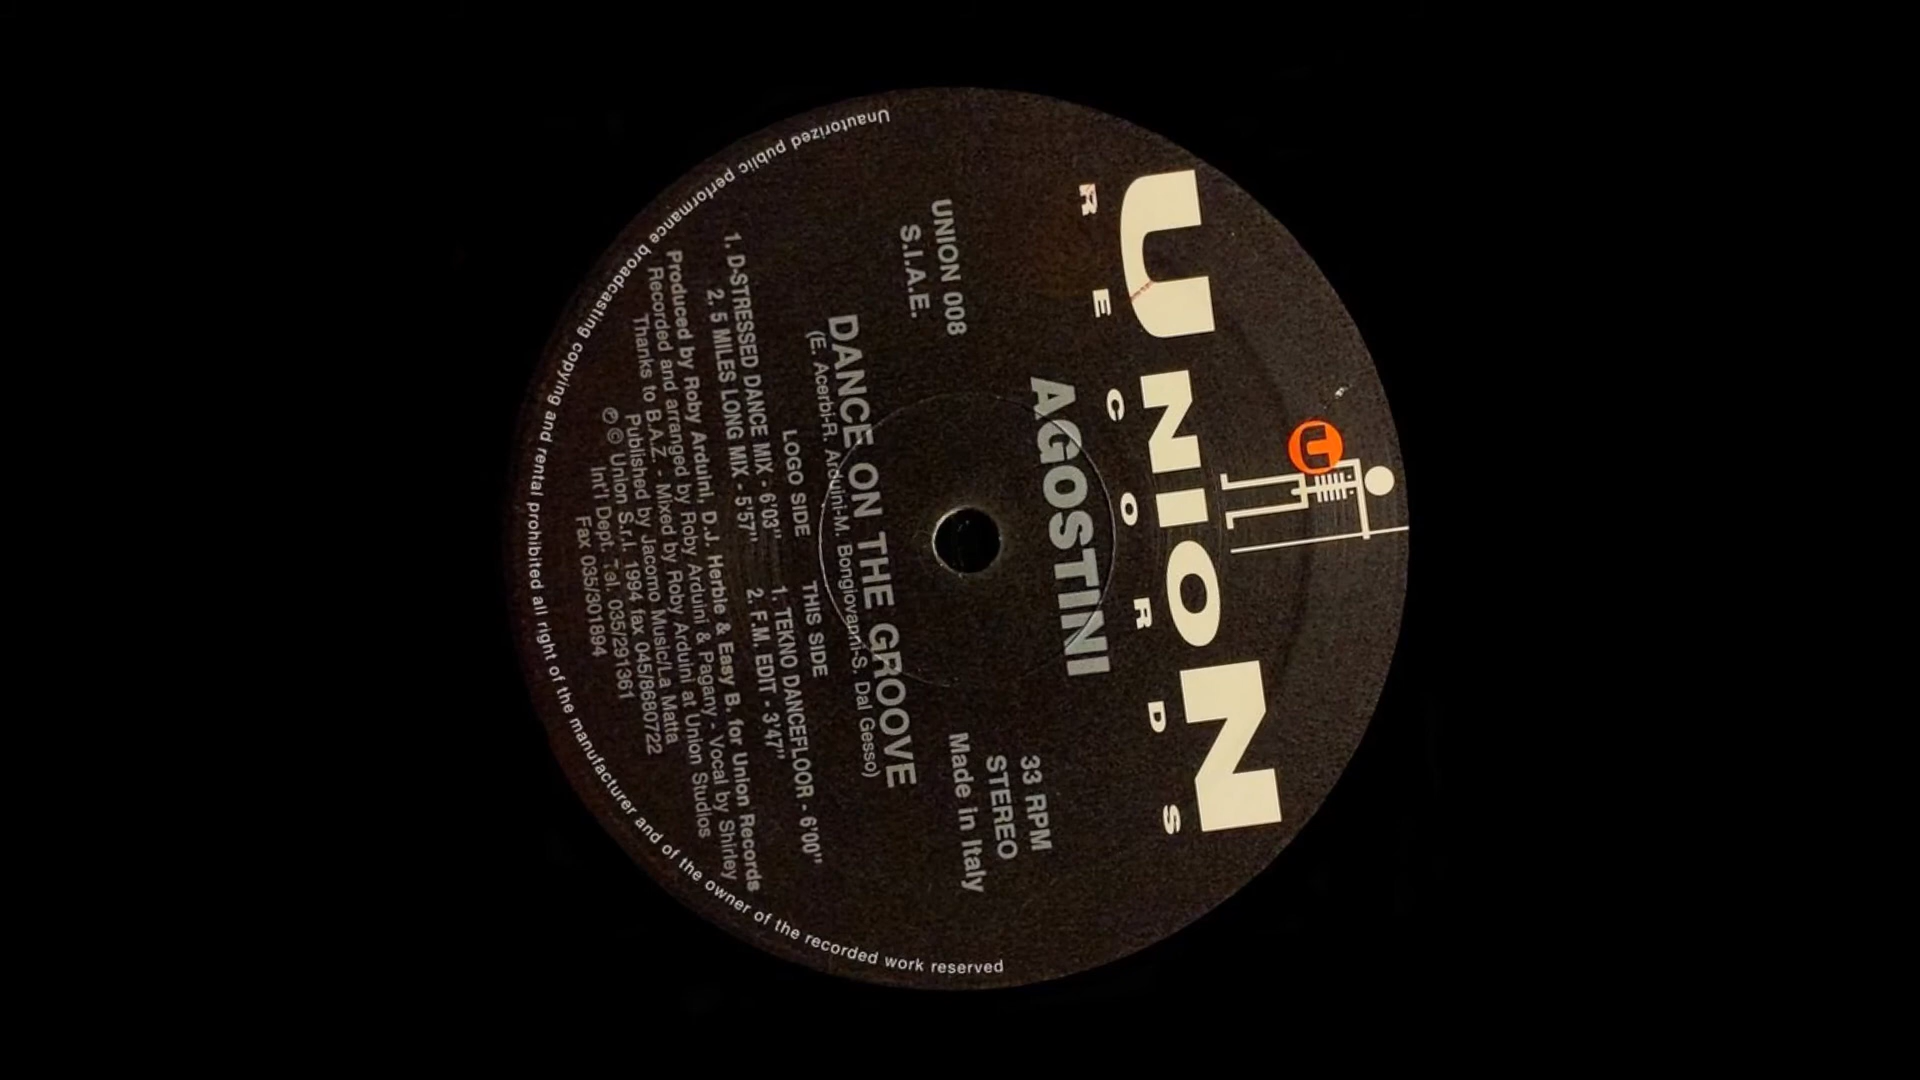 U
UNION
RECORDS
AGOSTINI
UNION 008
S.I.A.E.
33 RPM
STEREO
Made in Italy
DANCE ON THE GROOVE
(E. Acerbi-R. Arduini-M. Bongiovanni-S. Dal Gesso)
LOGO SIDE
1. D-STRESSED DANCE MIX - 6'03"
2. 5 MILES LONG MIX - 5'57"
THIS SIDE
1. TEKNO DANCEFLOOR - 6'00"
2. F.M. EDIT - 3'47"
Produced by Roby Arduini, D.J. Herbie & Easy B. for Union Records
Recorded and arranged by Roby Arduini & Pagany - Vocal by Shirley
Thanks to B.A.Z. - Mixed by Roby Arduini at Union Studios
Published by Jacomo Music/La Matta
℗ © Union S.r.l. 1994 fax 045/8680722
Int'l Dept. Tel. 035/291361
Fax 035/301894
Unautorized public performance broadcasting copying and rental prohibited all right of the manufacturer and of the owner of the recorded work reserved